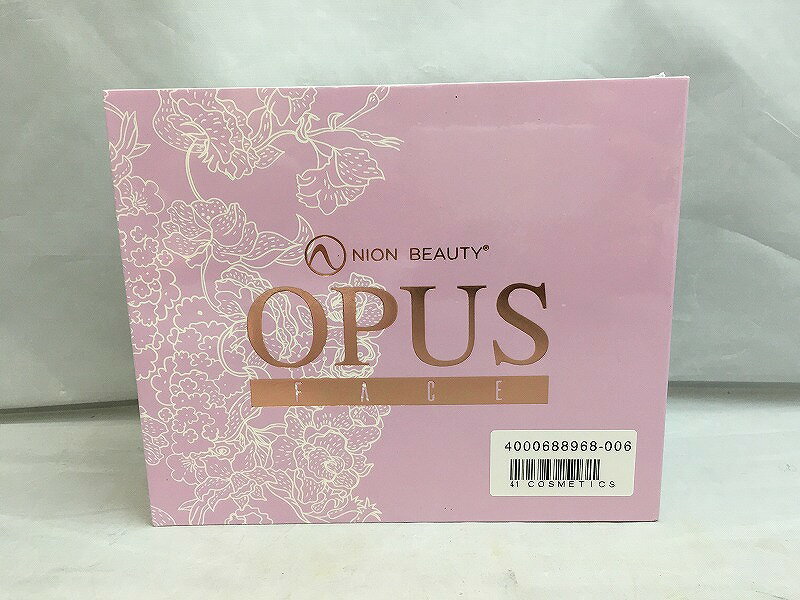 NION BEAUTY®
OPUS
FACE
4000688968-006
41 COSMETICS